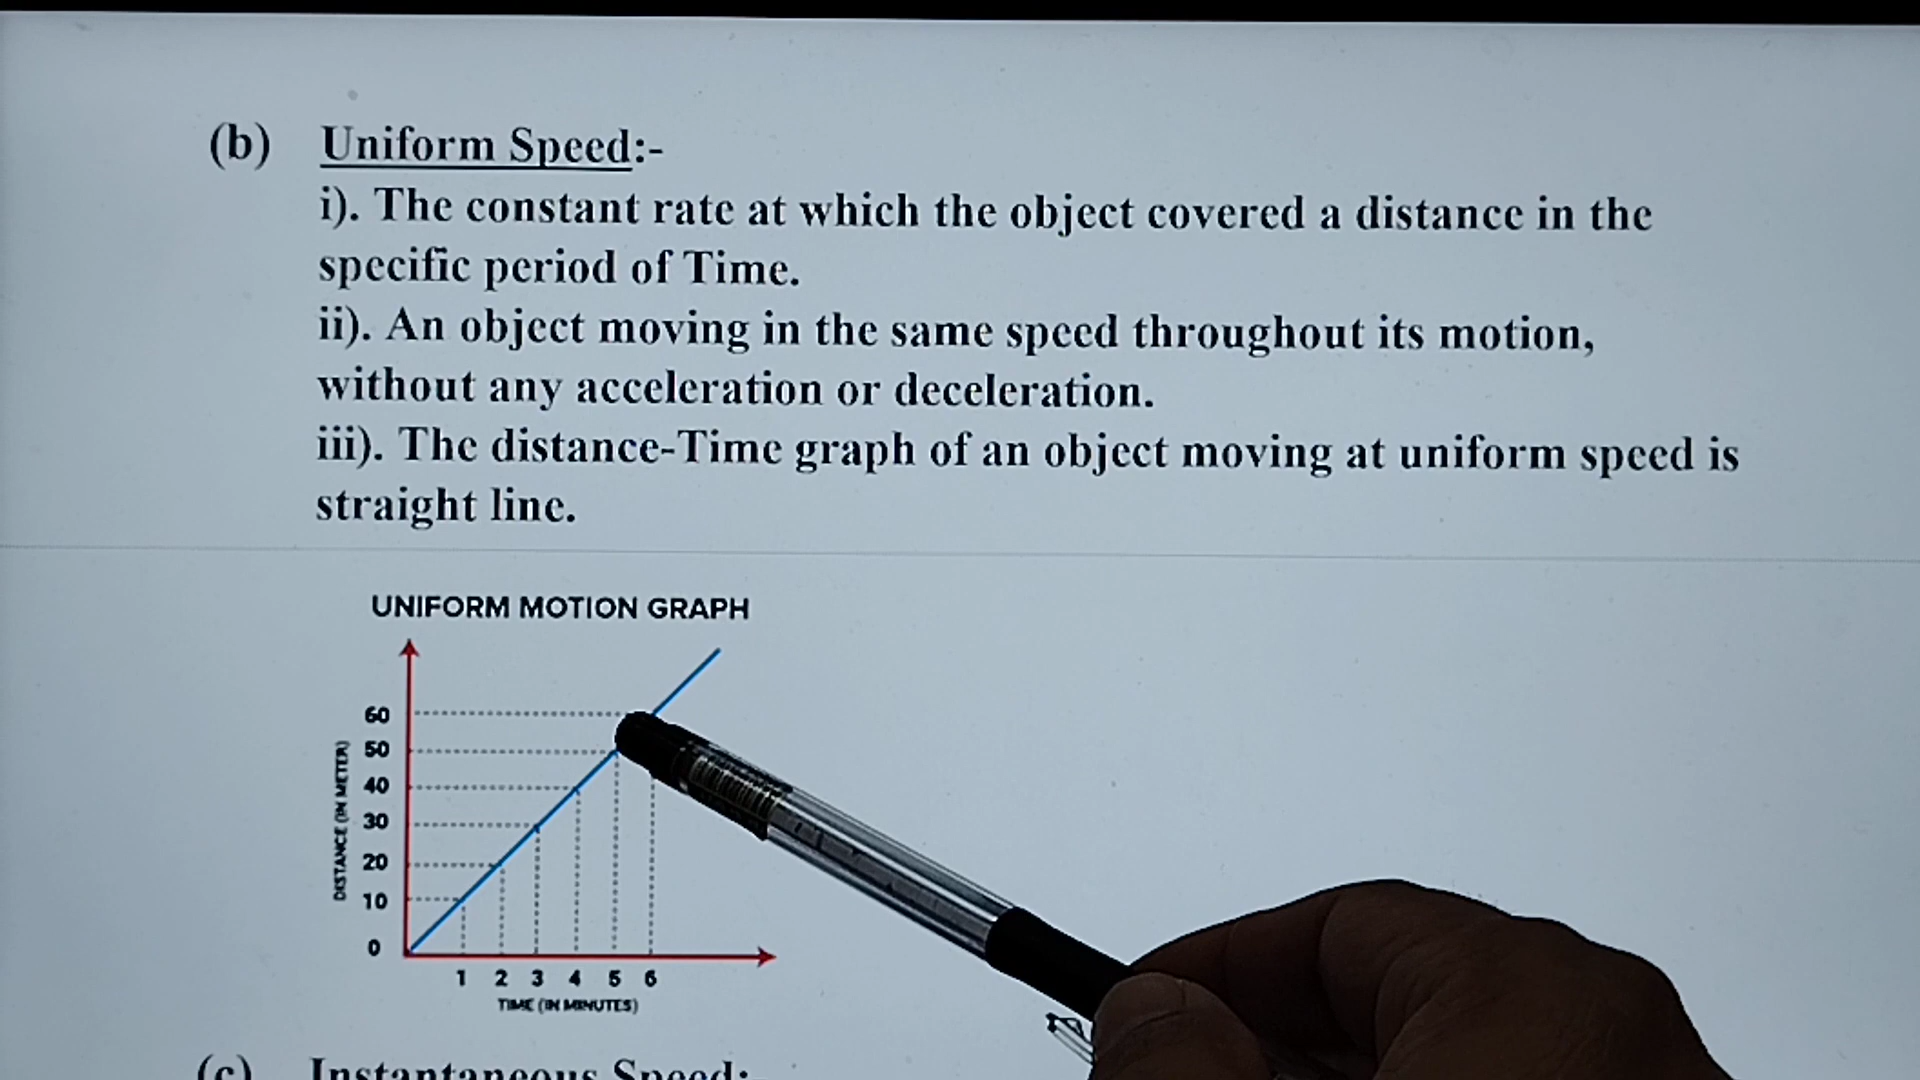 (b) Uniform Speed:-
i). The constant rate at which the object covered a distance in the
specific period of Time.
ii). An object moving in the same speed throughout its motion,
without any acceleration or deceleration.
iii). The distance-Time graph of an object moving at uniform speed is
straight line.
UNIFORM MOTION GRAPH
60
50
40
30
20
10
0
DISTANCE (IN METER)
1 2 3 4 5 6
TIME (IN MINUTES)
(c) Instantaneous Speed: